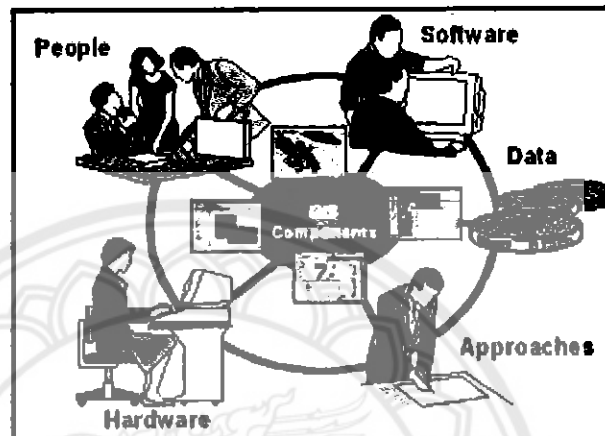 People
Software
Data
Components
Approaches
Hardware